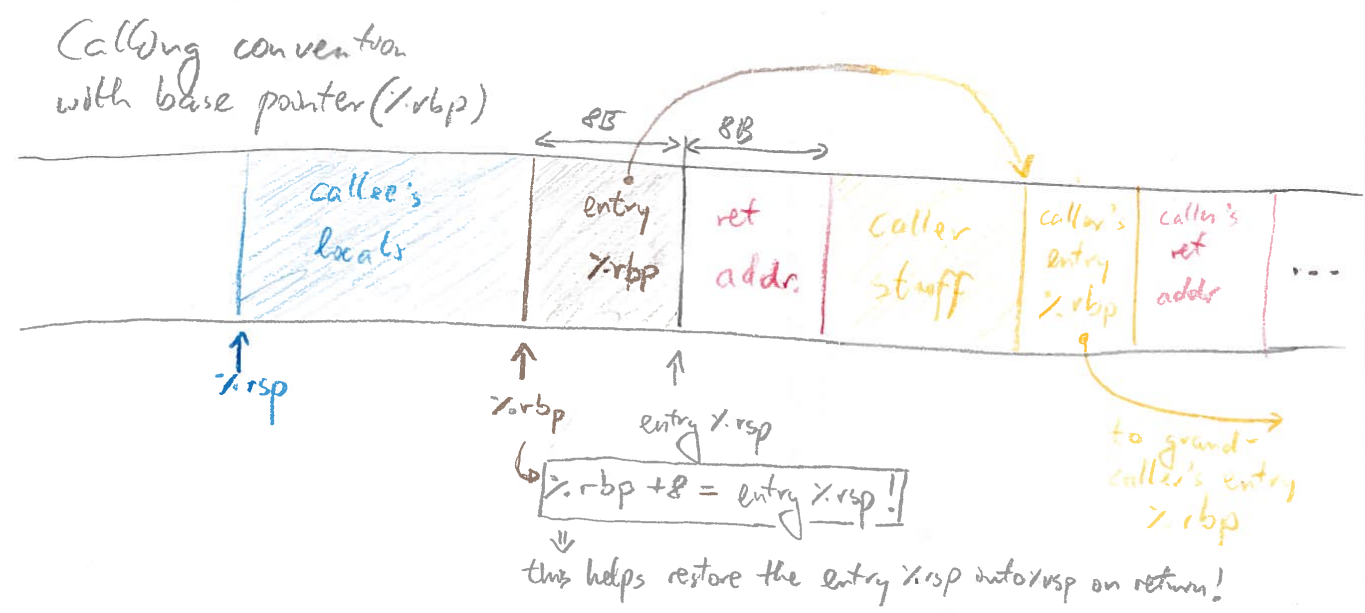 Calling convention
with base pointer (%rbp)
8B
8B
callee's
locals
entry
%rbp
ret
addr.
caller
stuff
caller's
entry
%rbp
caller's
ret
addr
...
%rsp
%rbp
entry %rsp
%rbp +8 = entry %rsp!
to grand-
caller's entry
%rbp
⇒
this helps restore the entry %rsp into %rsp on return!